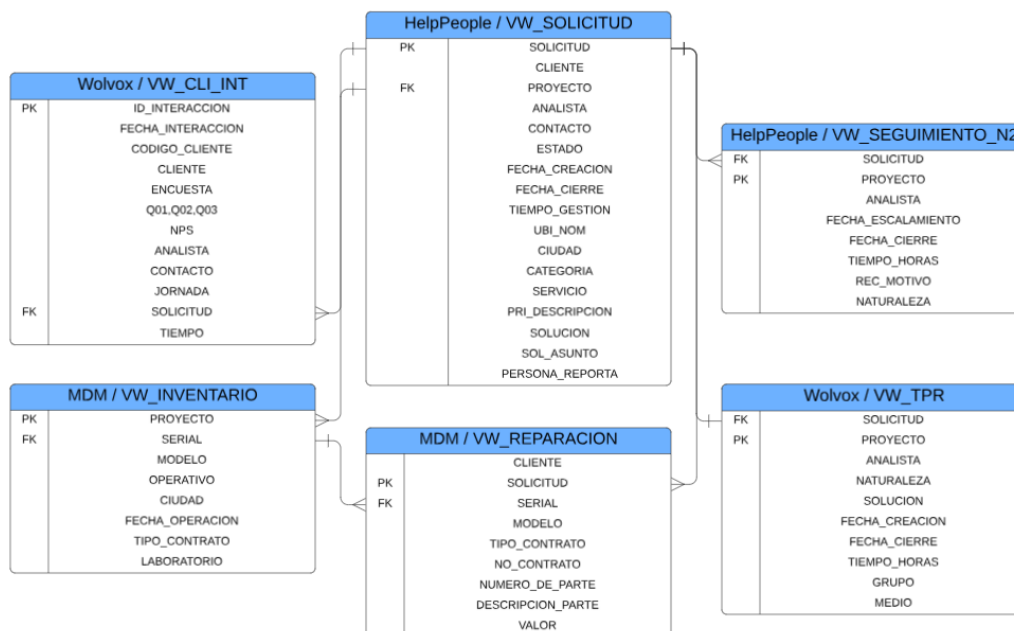 HelpPeople / VW_SOLICITUD
PK SOLICITUD
CLIENTE
FK PROYECTO
ANALISTA
CONTACTO
ESTADO
FECHA_CREACION
FECHA_CIERRE
TIEMPO_GESTION
UBI_NOM
CIUDAD
CATEGORIA
SERVICIO
PRI_DESCRIPCION
SOLUCION
SOL_ASUNTO
PERSONA_REPORTA
Wolvox / VW_CLI_INT
PK ID_INTERACCION
FECHA_INTERACCION
CODIGO_CLIENTE
CLIENTE
ENCUESTA
Q01,Q02,Q03
NPS
ANALISTA
CONTACTO
JORNADA
FK SOLICITUD
TIEMPO
HelpPeople / VW_SEGUIMIENTO_N2
FK SOLICITUD
PK PROYECTO
ANALISTA
FECHA_ESCALAMIENTO
FECHA_CIERRE
TIEMPO_HORAS
REC_MOTIVO
NATURALEZA
MDM / VW_INVENTARIO
PK PROYECTO
FK SERIAL
MODELO
OPERATIVO
CIUDAD
FECHA_OPERACION
TIPO_CONTRATO
LABORATORIO
MDM / VW_REPARACION
CLIENTE
PK SOLICITUD
FK SERIAL
MODELO
TIPO_CONTRATO
NO_CONTRATO
NUMERO_DE_PARTE
DESCRIPCION_PARTE
VALOR
Wolvox / VW_TPR
FK SOLICITUD
PK PROYECTO
ANALISTA
NATURALEZA
SOLUCION
FECHA_CREACION
FECHA_CIERRE
TIEMPO_HORAS
GRUPO
MEDIO